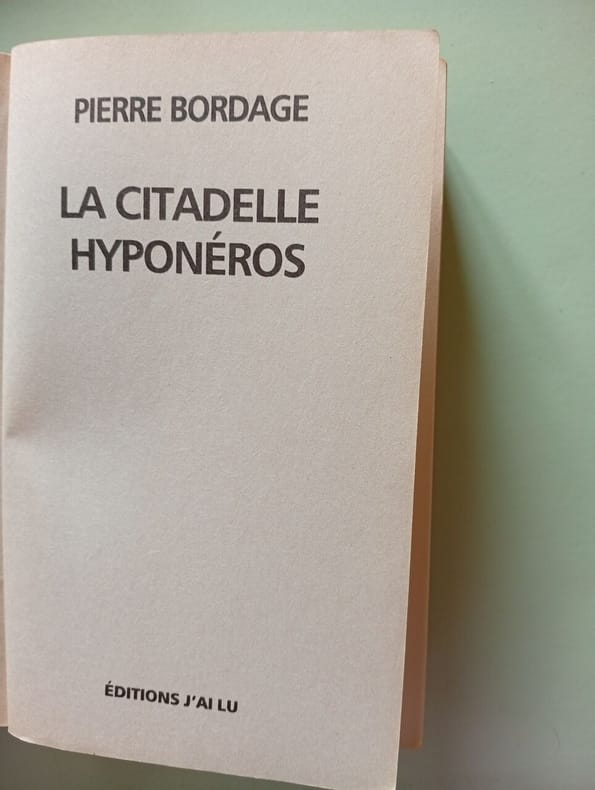 PIERRE BORDAGE
LA CITADELLE
HYPONÉROS
ÉDITIONS J'AI LU